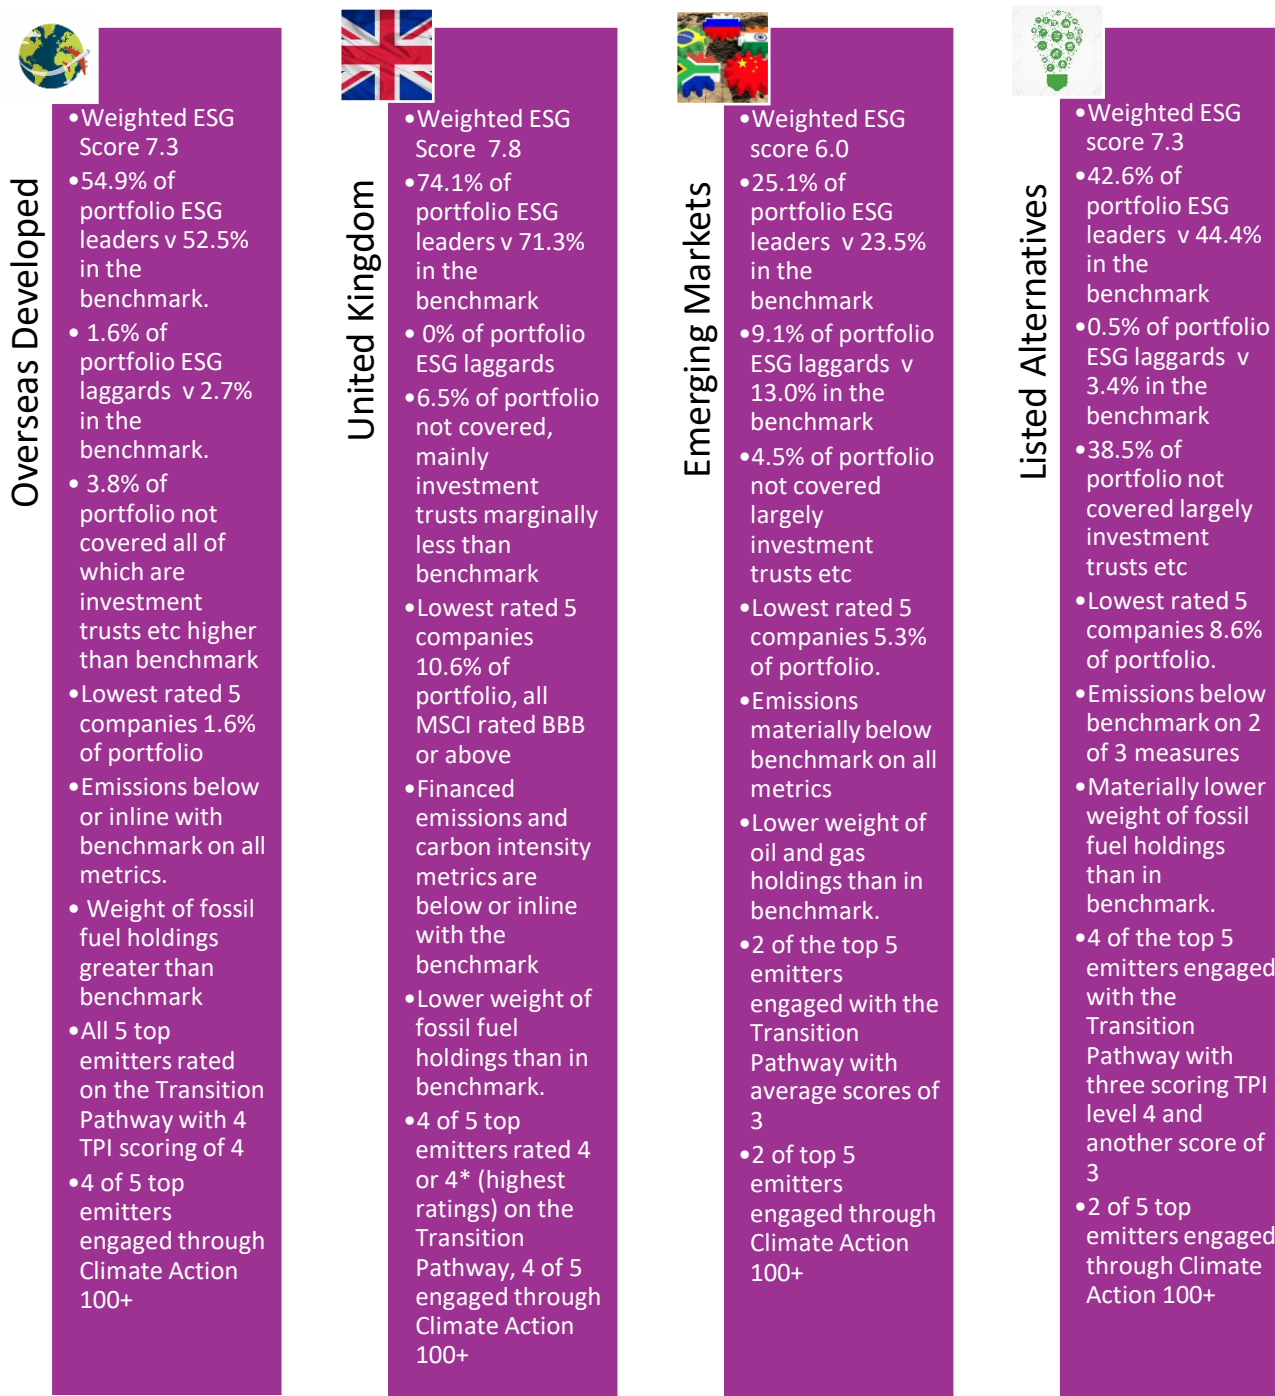 Overseas Developed
•Weighted ESG
Score 7.3
•54.9% of
portfolio ESG
leaders v 52.5%
in the
benchmark.
• 1.6% of
portfolio ESG
laggards v 2.7%
in the
benchmark.
• 3.8% of
portfolio not
covered all of
which are
investment
trusts etc higher
than benchmark
•Lowest rated 5
companies 1.6%
of portfolio
•Emissions below
or inline with
benchmark on all
metrics.
• Weight of fossil
fuel holdings
greater than
benchmark
•All 5 top
emitters rated
on the Transition
Pathway with 4
TPI scoring of 4
•4 of 5 top
emitters
engaged through
Climate Action
100+
United Kingdom
•Weighted ESG
Score 7.8
•74.1% of
portfolio ESG
leaders v 71.3%
in the
benchmark
• 0% of portfolio
ESG laggards
•6.5% of portfolio
not covered,
mainly
investment
trusts marginally
less than
benchmark
•Lowest rated 5
companies
10.6% of
portfolio, all
MSCI rated BBB
or above
•Financed
emissions and
carbon intensity
metrics are
below or inline
with the
benchmark
•Lower weight of
fossil fuel
holdings than in
benchmark.
•4 of 5 top
emitters rated 4
or 4* (highest
ratings) on the
Transition
Pathway, 4 of 5
engaged through
Climate Action
100+
Emerging Markets
•Weighted ESG
score 6.0
•25.1% of
portfolio ESG
leaders v 23.5%
in the
benchmark
•9.1% of portfolio
ESG laggards v
13.0% in the
benchmark
•4.5% of portfolio
not covered
largely
investment
trusts etc
•Lowest rated 5
companies 5.3%
of portfolio.
•Emissions
materially below
benchmark on all
metrics
•Lower weight of
oil and gas
holdings than in
benchmark.
•2 of the top 5
emitters
engaged with the
Transition
Pathway with
average scores of
3
•2 of top 5
emitters
engaged through
Climate Action
100+
Listed Alternatives
•Weighted ESG
score 7.3
•42.6% of
portfolio ESG
leaders v 44.4%
in the
benchmark
•0.5% of portfolio
ESG laggards v
3.4% in the
benchmark
•38.5% of
portfolio not
covered largely
investment
trusts etc
•Lowest rated 5
companies 8.6%
of portfolio.
•Emissions below
benchmark on 2
of 3 measures
•Materially lower
weight of fossil
fuel holdings
than in
benchmark.
•4 of the top 5
emitters engaged
with the
Transition
Pathway with
three scoring TPI
level 4 and
another score of
3
•2 of 5 top
emitters engaged
through Climate
Action 100+